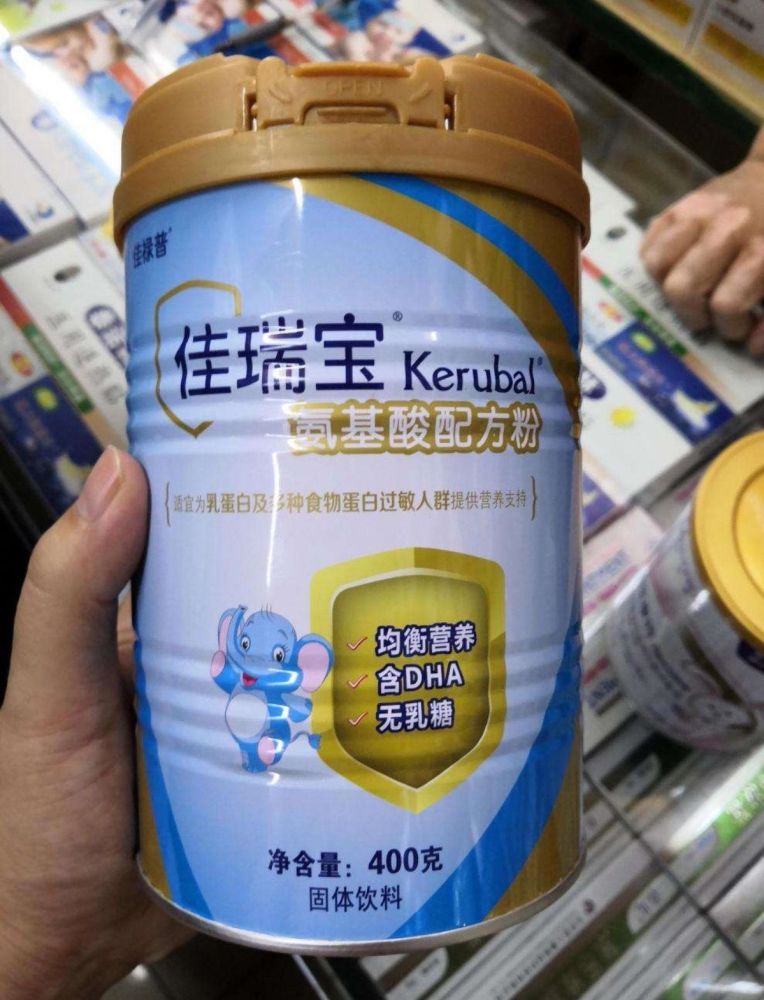 OPEN
佳禄普
佳瑞宝® Kerubal®
氨基酸配方粉
{适宜为乳蛋白及多种食物蛋白过敏人群提供营养支持}
✓ 均衡营养
✓ 含DHA
✓ 无乳糖
净含量：400克
固体饮料